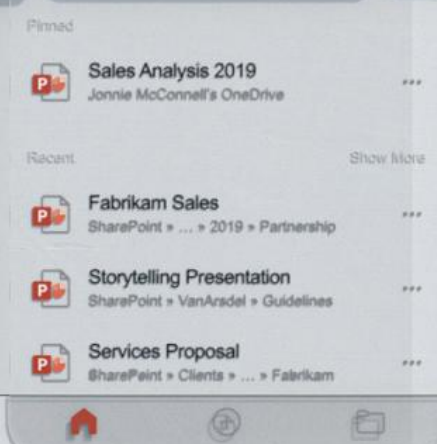 Pinned
Sales Analysis 2019
Jonnie McConnell's OneDrive
Recent Show More
Fabrikam Sales
SharePoint » ... » 2019 » Partnership
Storytelling Presentation
SharePoint » VanArsdel » Guidelines
Services Proposal
SharePoint » Clients » ... » Fabrikam